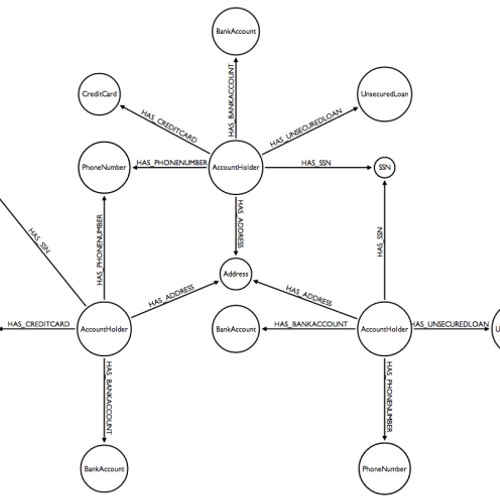 BankAccount
HAS_BANKACCOUNT
CreditCard
UnsecuredLoan
HAS_CREDITCARD
HAS_UNSECUREDLOAN
PhoneNumber
HAS_PHONENUMBER
AccountHolder
HAS_SSN
SSN
HAS_ADDRESS
HAS_SSN
HAS_PHONENUMBER
HAS_SSN
Address
HAS_ADDRESS
HAS_ADDRESS
HAS_CREDITCARD
AccountHolder
BankAccount
HAS_BANKACCOUNT
AccountHolder
HAS_UNSECUREDLOAN
U
HAS_BANKACCOUNT
HAS_PHONENUMBER
BankAccount
PhoneNumber